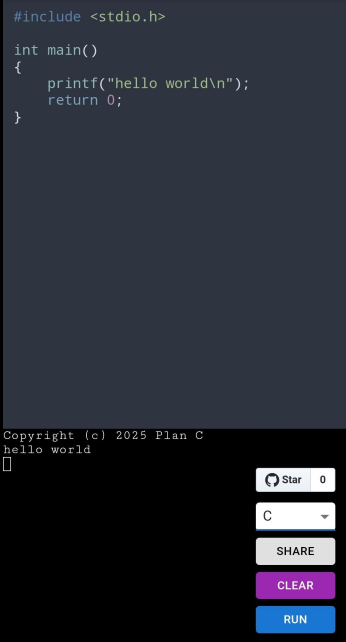 #include <stdio.h>
int main()
{
    printf("hello world\n");
    return 0;
}
Copyright (c) 2025 Plan C
hello world
Star 0
C
SHARE
CLEAR
RUN